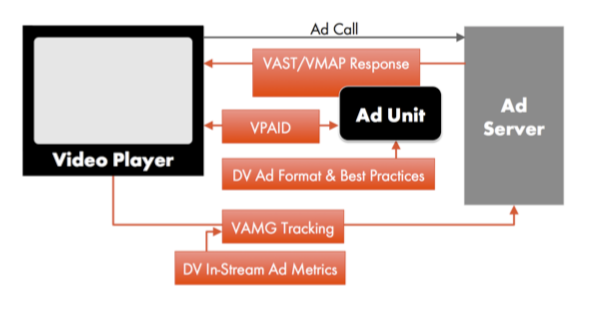 Ad Call
VAST/VMAP Response
Ad Unit
Ad
Server
VPAID
Video Player
DV Ad Format & Best Practices
VAMG Tracking
DV In-Stream Ad Metrics